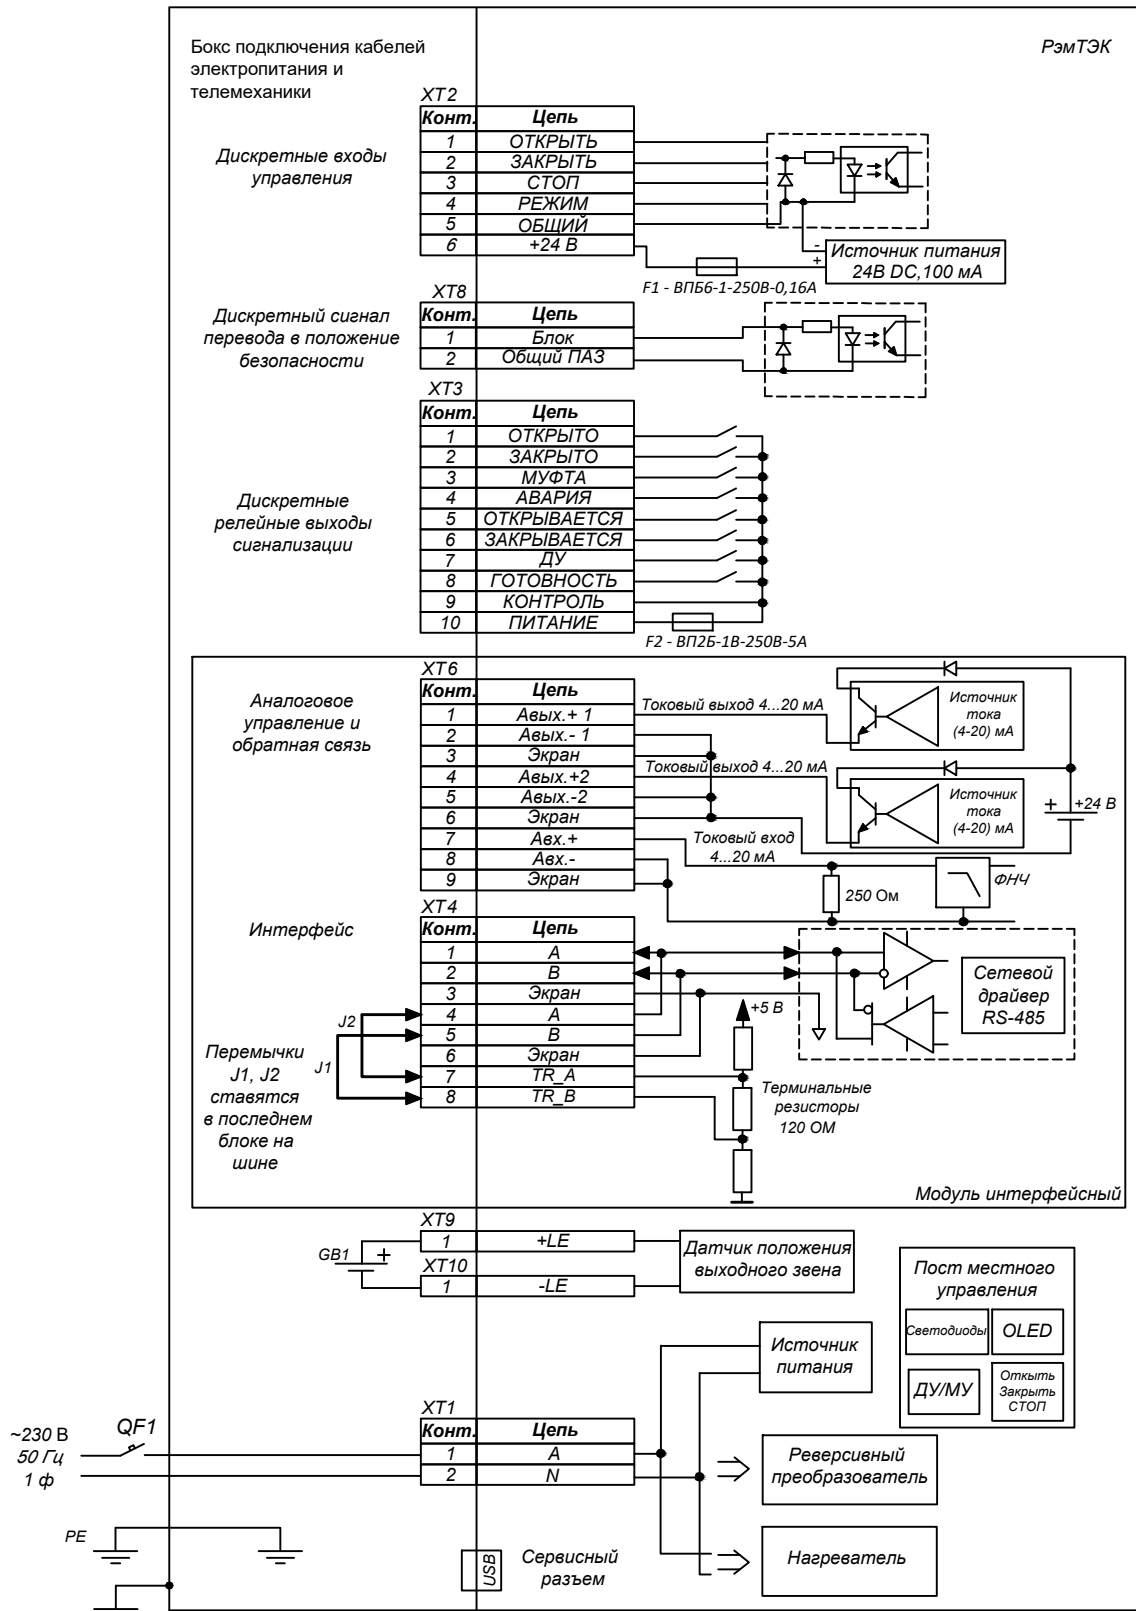 Бокс подключения кабелей
электропитания и
телемеханики
РэмТЭК
XT2
Конт. Цепь
1 ОТКРЫТЬ
2 ЗАКРЫТЬ
3 СТОП
4 РЕЖИМ
5 ОБЩИЙ
6 +24 В
Дискретные входы
управления
-
+
Источник питания
24В DC,100 мА
F1 - ВПБ6-1-250В-0,16А
XT8
Конт. Цепь
1 Блок
2 Общий ПАЗ
Дискретный сигнал
перевода в положение
безопасности
XT3
Конт. Цепь
1 ОТКРЫТО
2 ЗАКРЫТО
3 МУФТА
4 АВАРИЯ
5 ОТКРЫВАЕТСЯ
6 ЗАКРЫВАЕТСЯ
7 ДУ
8 ГОТОВНОСТЬ
9 КОНТРОЛЬ
10 ПИТАНИЕ
Дискретные
релейные выходы
сигнализации
F2 - ВП2Б-1В-250В-5А
XT6
Конт. Цепь
1 Авых.+ 1
2 Авых.- 1
3 Экран
4 Авых.+2
5 Авых.-2
6 Экран
7 Авх.+
8 Авх.-
9 Экран
Аналоговое
управление и
обратная связь
Токовый выход 4...20 мА
Источник
тока
(4-20) мА
Токовый выход 4...20 мА
Источник
тока
(4-20) мА
+ +24 В
Токовый вход
4...20 мА
250 Ом
ФНЧ
XT4
Конт. Цепь
1 A
2 B
3 Экран
4 A
5 B
6 Экран
7 TR_A
8 TR_B
Интерфейс
J2
J1
Перемычки
J1, J2
ставятся
в последнем
блоке на
шине
+5 В
Сетевой
драйвер
RS-485
Терминальные
резисторы
120 ОМ
Модуль интерфейсный
XT9
1 +LE
XT10
1 -LE
GB1
+
Датчик положения
выходного звена
Пост местного
управления
Светодиоды
OLED
ДУ/МУ
Откыть
Закрыть
СТОП
Источник
питания
XT1
Конт. Цепь
1 A
2 N
~230 В
50 Гц
1 ф
QF1
Реверсивный
преобразователь
PE
USB
Сервисный
разъем
Нагреватель